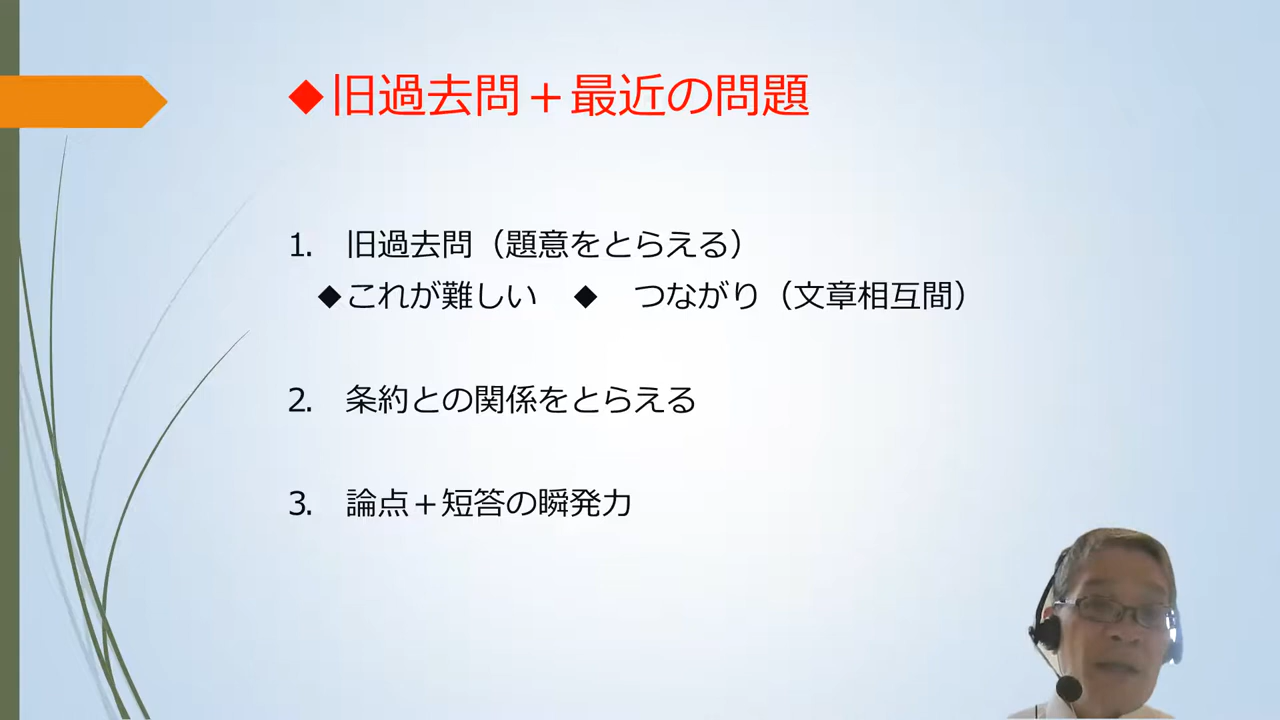 ◆旧過去問＋最近の問題
1. 旧過去問（題意をとらえる）
◆これが難しい ◆ つながり（文章相互間）
2. 条約との関係をとらえる
3. 論点＋短答の瞬発力